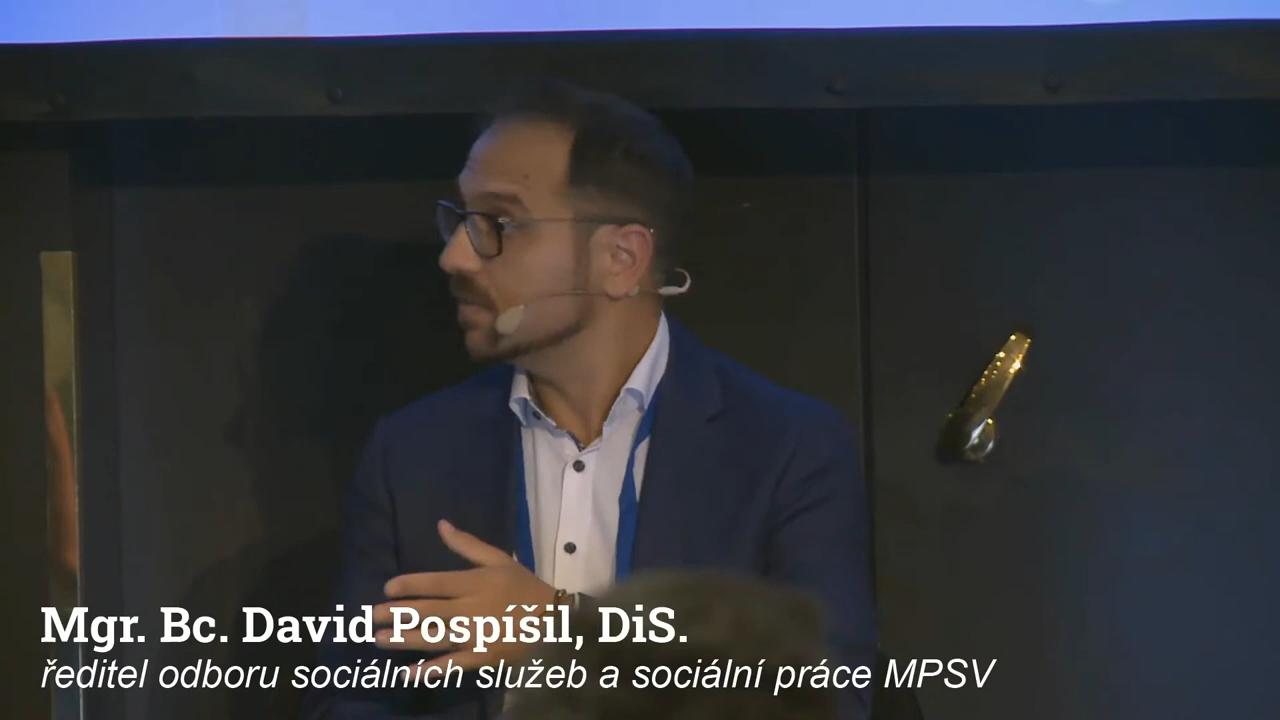 Mgr. Bc. David Pospíšil, DiS.
ředitel odboru sociálních služeb a sociální práce MPSV